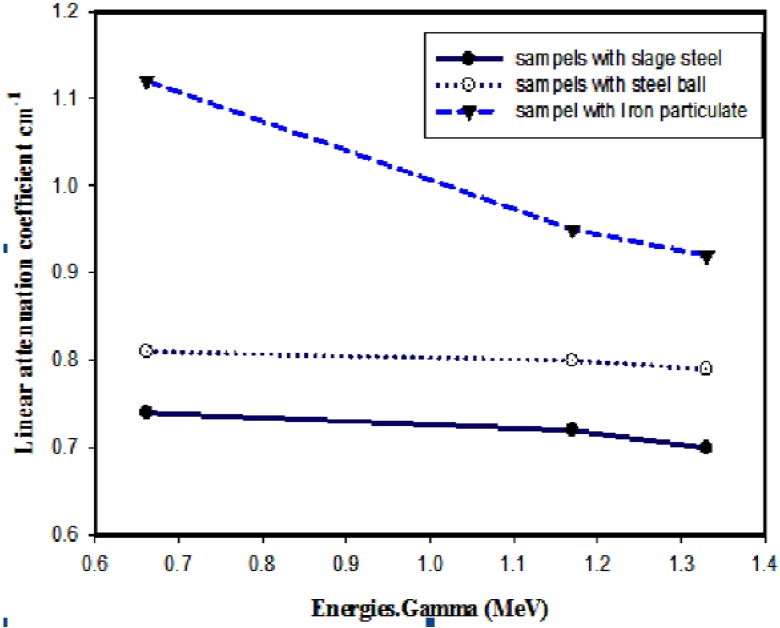 1.2
1.1
1.0
0.9
0.8
0.7
0.6
Linear attenuation coefficient cm-1
sampels with slage steel
sampels with steel ball
sampel with Iron particulate
0.6 0.7 0.8 0.9 1.0 1.1 1.2 1.3 1.4
Energies.Gamma (MeV)